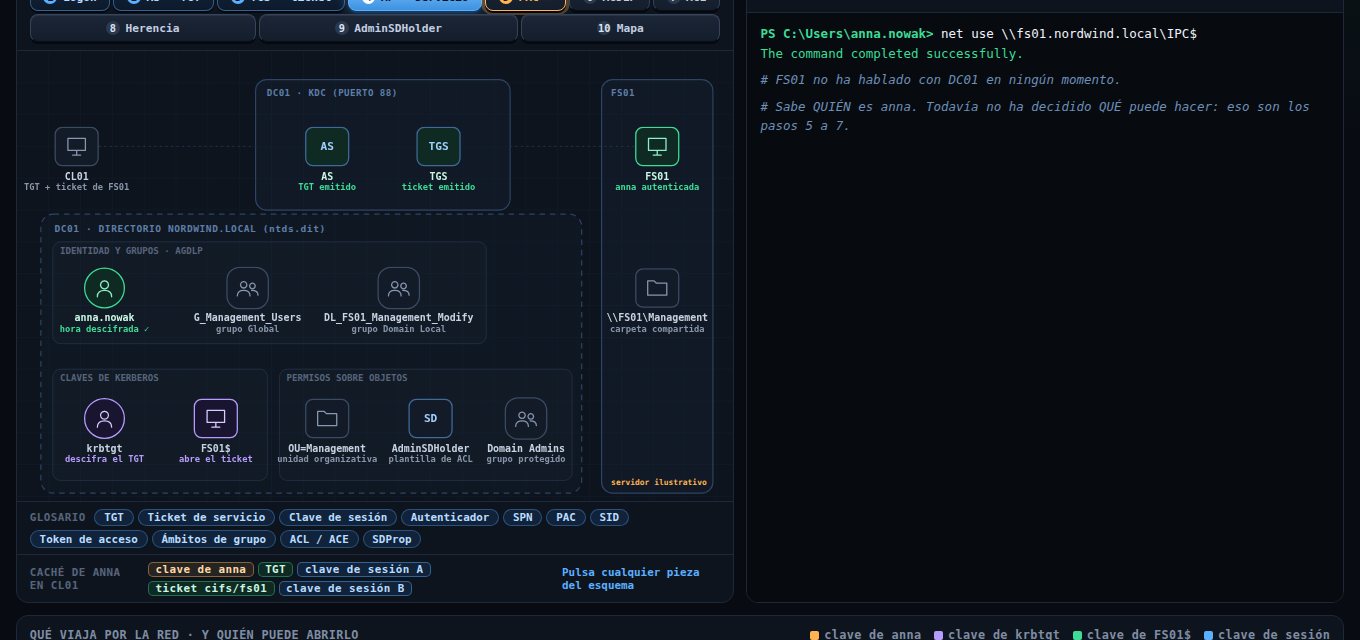 8 Herencia
9 AdminSDHolder
10 Mapa
PS C:\Users\anna.nowak> net use \\fs01.nordwind.local\IPC$
The command completed successfully.
# FS01 no ha hablado con DC01 en ningún momento.
# Sabe QUIÉN es anna. Todavía no ha decidido QUÉ puede hacer: eso son los
pasos 5 a 7.
DC01 · KDC (PUERTO 88)
FS01
AS
TGS
CL01
AS
TGS
FS01
TGT + ticket de FS01
TGT emitido
ticket emitido
anna autenticada
DC01 · DIRECTORIO NORDWIND.LOCAL (ntds.dit)
IDENTIDAD Y GRUPOS · AGDLP
anna.nowak
G_Management_Users
DL_FS01_Management_Modify
\\FS01\Management
hora descifrada ✓
grupo Global
grupo Domain Local
carpeta compartida
CLAVES DE KERBEROS
PERMISOS SOBRE OBJETOS
SD
krbtgt
FS01$
OU=Management
AdminSDHolder
Domain Admins
descifra el TGT
abre el ticket
unidad organizativa
plantilla de ACL
grupo protegido
servidor ilustrativo
GLOSARIO
TGT
Ticket de servicio
Clave de sesión
Autenticador
SPN
PAC
SID
Token de acceso
Ámbitos de grupo
ACL / ACE
SDProp
CACHÉ DE ANNA
EN CL01
clave de anna
TGT
clave de sesión A
ticket cifs/fs01
clave de sesión B
Pulsa cualquier pieza
del esquema
QUÉ VIAJA POR LA RED · Y QUIÉN PUEDE ABRIRLO
clave de anna
clave de krbtgt
clave de FS01$
clave de sesión